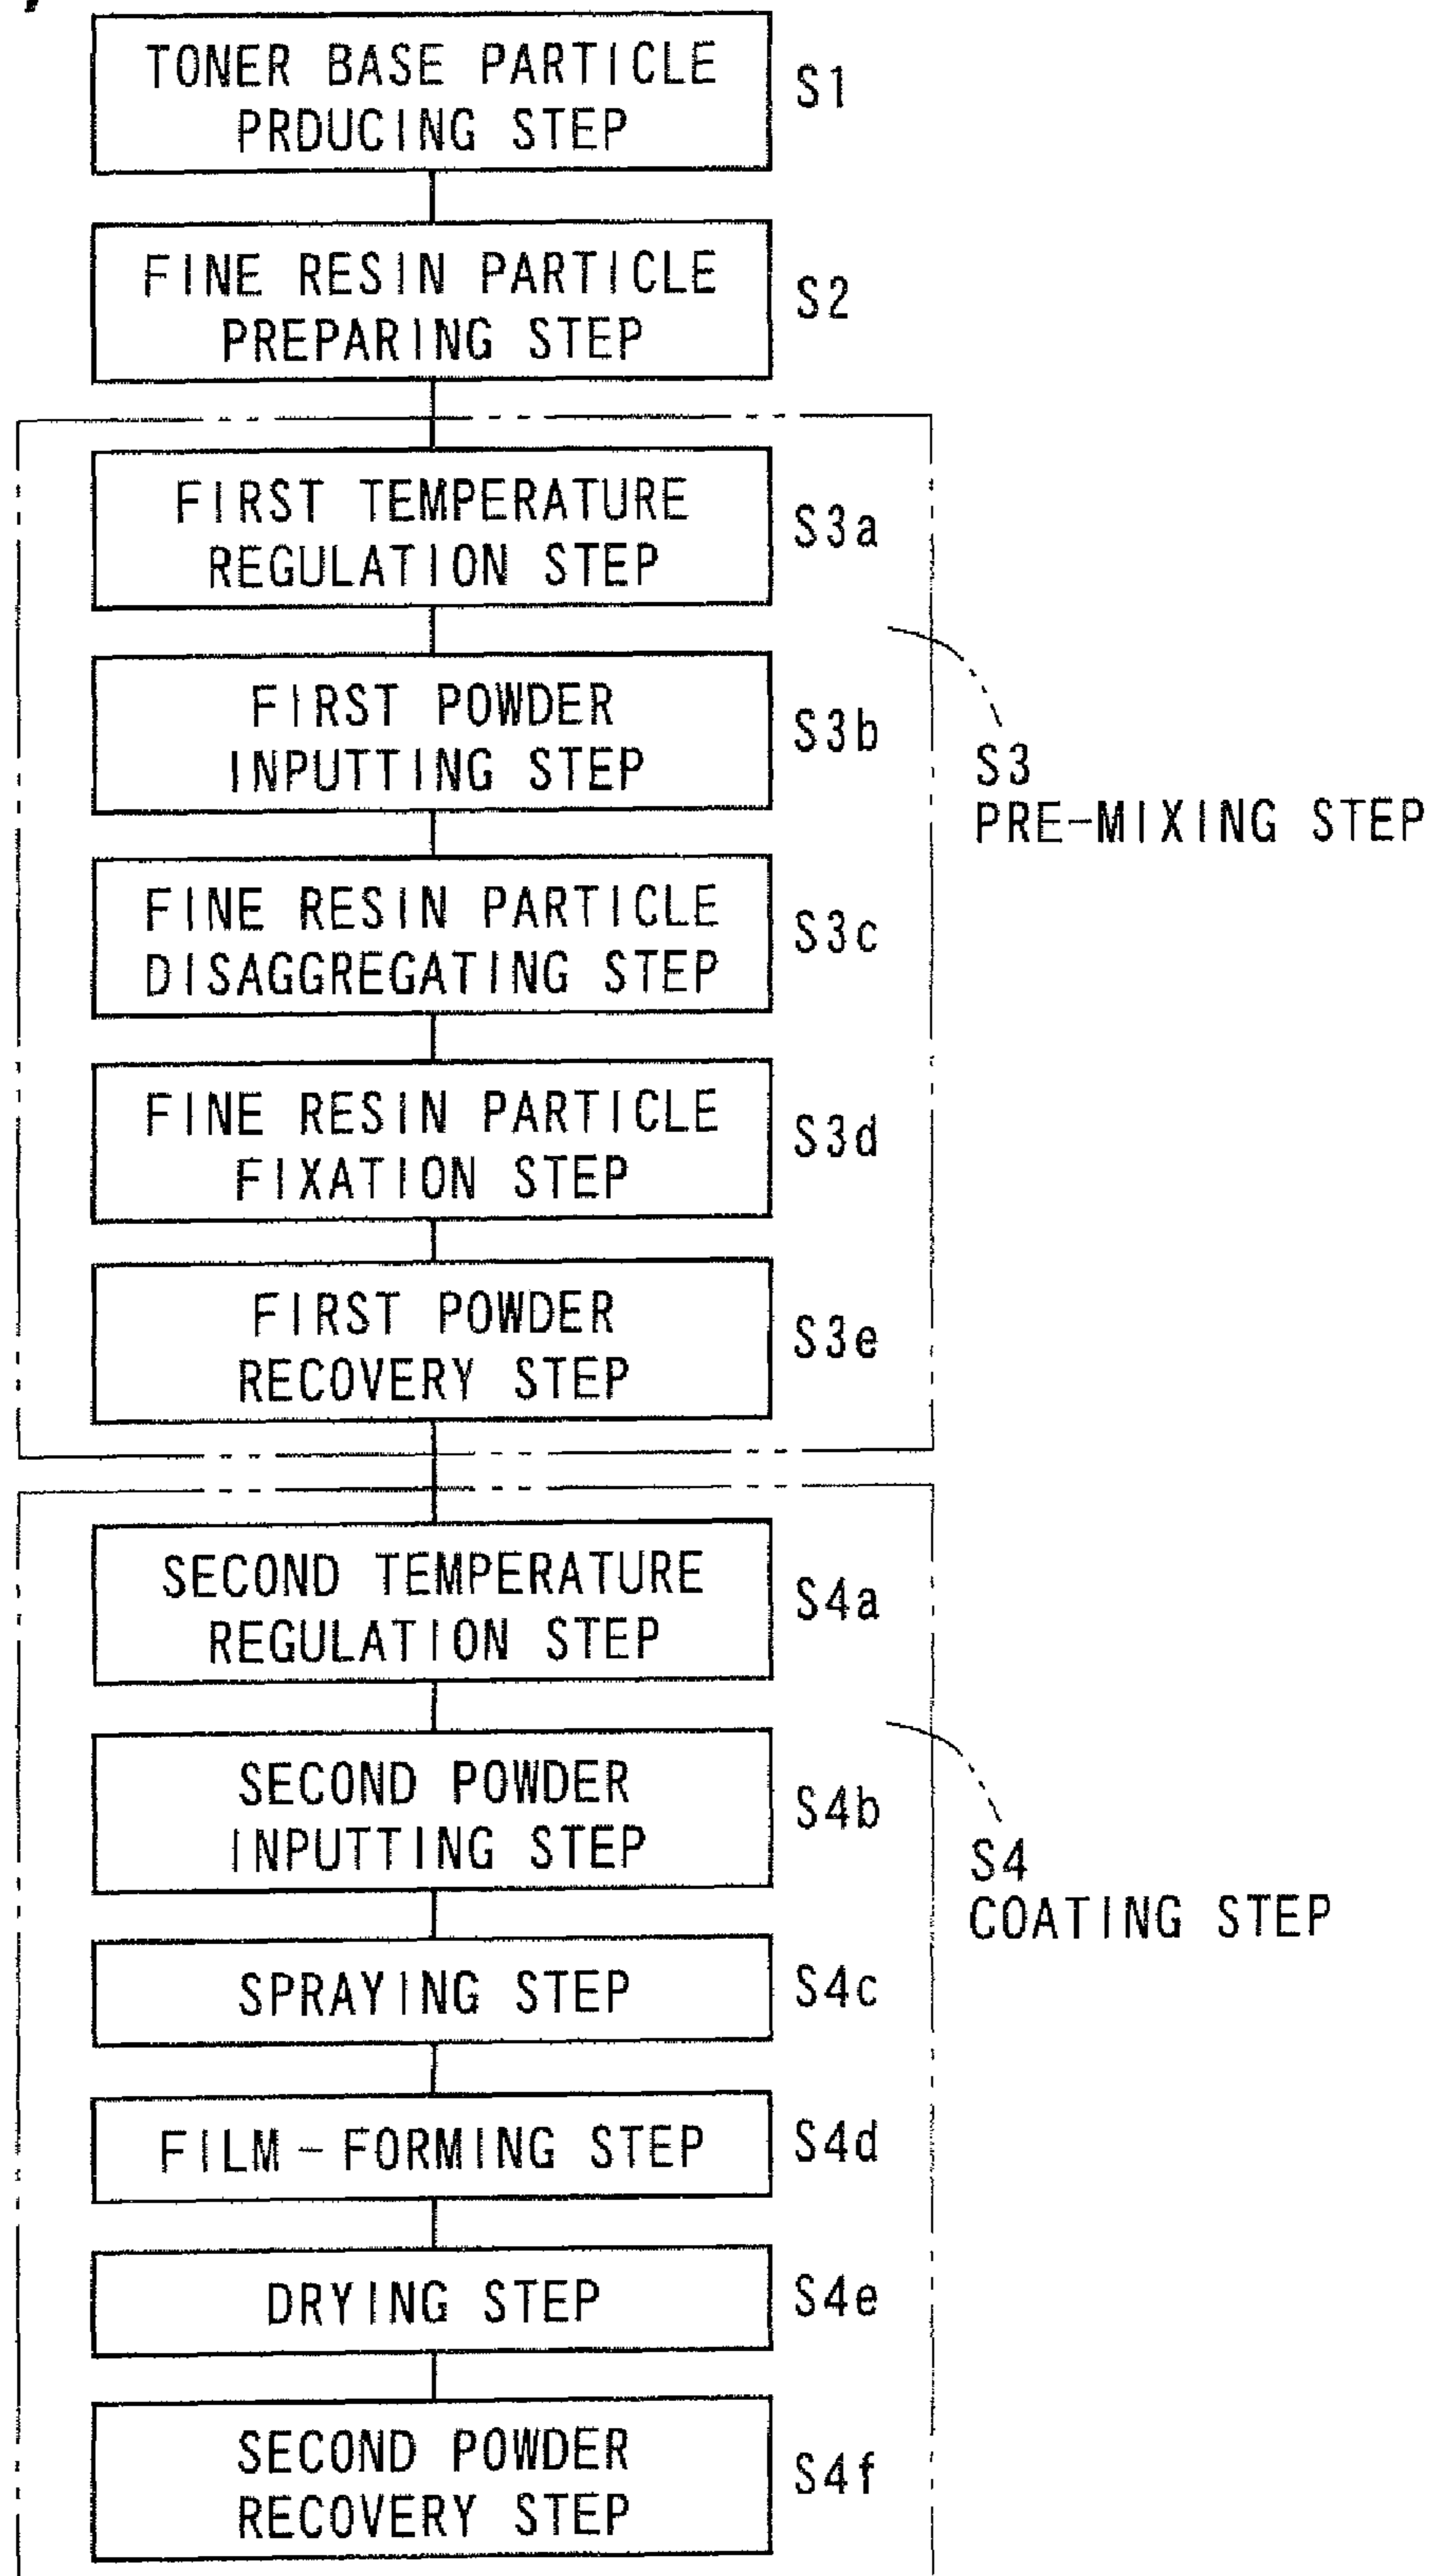 TONER BASE PARTICLE
PRDUCING STEP
S1
FINE RESIN PARTICLE
PREPARING STEP
S2
FIRST TEMPERATURE
REGULATION STEP
S3a
FIRST POWDER
INPUTTING STEP
S3b
S3
PRE-MIXING STEP
FINE RESIN PARTICLE
DISAGGREGATING STEP
S3c
FINE RESIN PARTICLE
FIXATION STEP
S3d
FIRST POWDER
RECOVERY STEP
S3e
SECOND TEMPERATURE
REGULATION STEP
S4a
SECOND POWDER
INPUTTING STEP
S4b
S4
COATING STEP
SPRAYING STEP
S4c
FILM-FORMING STEP
S4d
DRYING STEP
S4e
SECOND POWDER
RECOVERY STEP
S4f